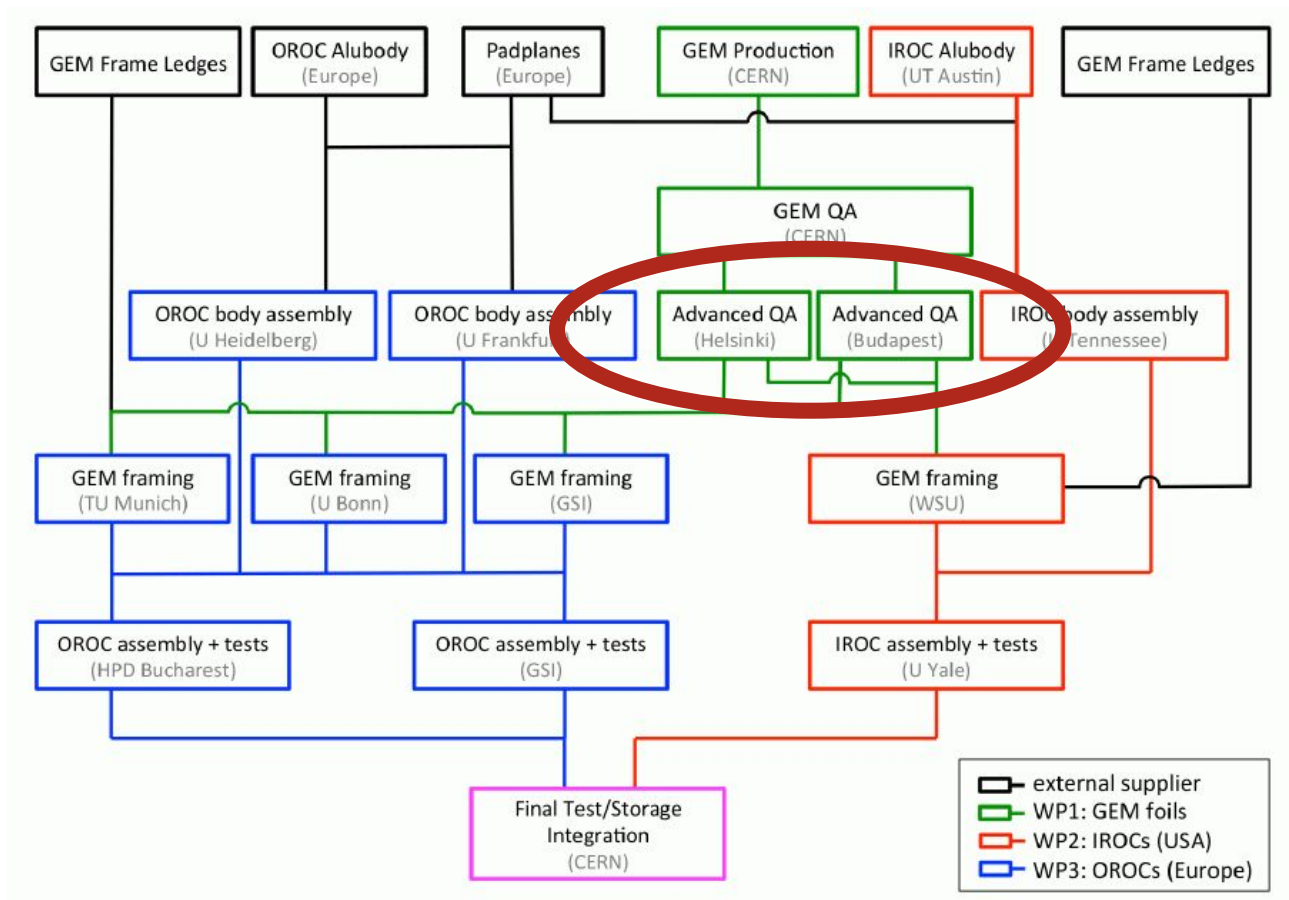 GEM Frame Ledges
OROC Alubody
(Europe)
Padplanes
(Europe)
GEM Production
(CERN)
IROC Alubody
(UT Austin)
GEM Frame Ledges
GEM QA
(CERN)
OROC body assembly
(U Heidelberg)
OROC body assembly
(U Frankfurt)
Advanced QA
(Helsinki)
Advanced QA
(Budapest)
IROC body assembly
(U Tennessee)
GEM framing
(TU Munich)
GEM framing
(U Bonn)
GEM framing
(GSI)
GEM framing
(WSU)
OROC assembly + tests
(HPD Bucharest)
OROC assembly + tests
(GSI)
IROC assembly + tests
(U Yale)
Final Test/Storage
Integration
(CERN)
external supplier
WP1: GEM foils
WP2: IROCs (USA)
WP3: OROCs (Europe)